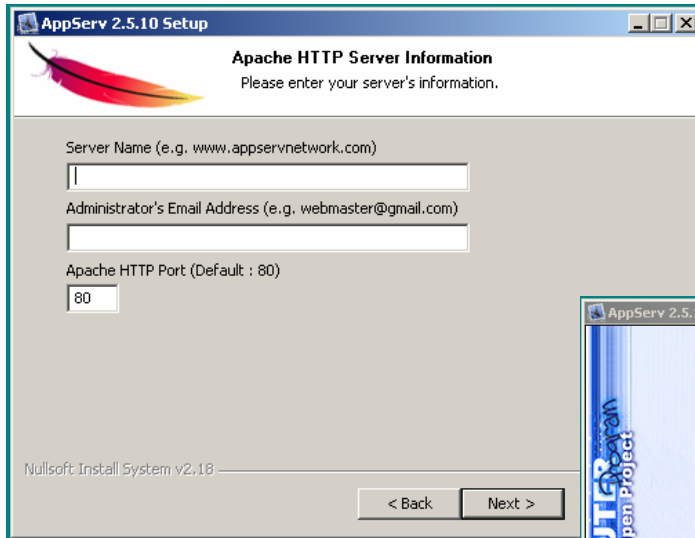 AppServ 2.5.10 Setup
Apache HTTP Server Information
Please enter your server's information.
Server Name (e.g. www.appservnetwork.com)
Administrator's Email Address (e.g. webmaster@gmail.com)
Apache HTTP Port (Default : 80)
80
AppServ 2.5.
Program
UTER
pen Project
Nullsoft Install System v2.18
< Back
Next >